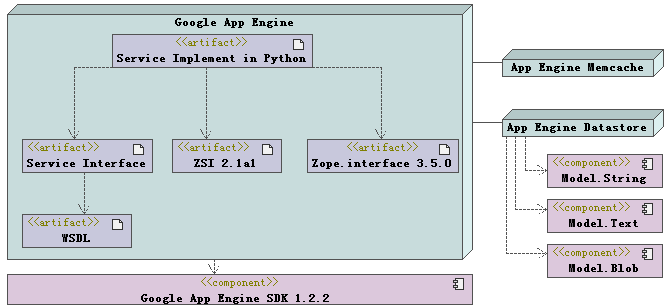 Google App Engine
<<artifact>>
Service Implement in Python
App Engine Memcache
App Engine Datastore
<<artifact>>
Service Interface
<<artifact>>
ZSI 2.1a1
<<artifact>>
Zope.interface 3.5.0
<<component>>
Model.String
<<artifact>>
WSDL
<<component>>
Model.Text
<<component>>
Model.Blob
<<component>>
Google App Engine SDK 1.2.2